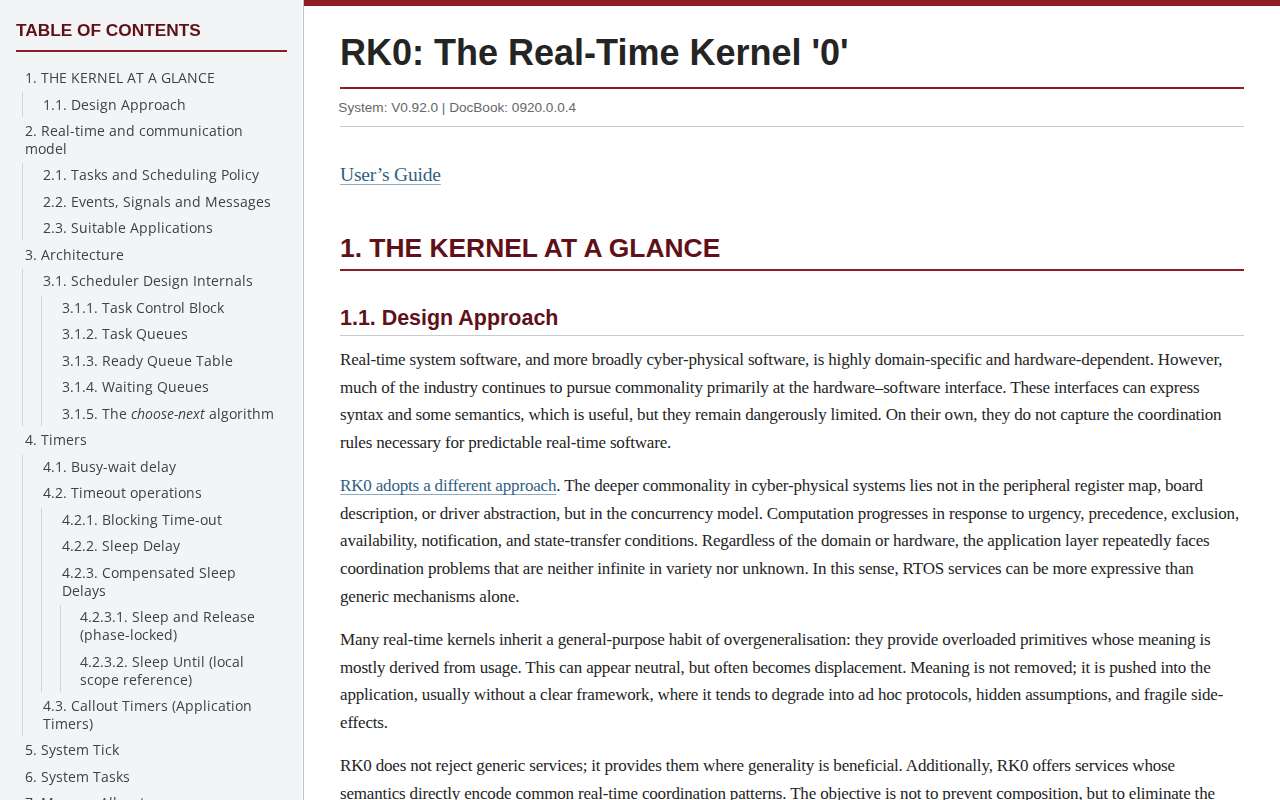 TABLE OF CONTENTS
1. THE KERNEL AT A GLANCE
1.1. Design Approach
2. Real-time and communication
model
2.1. Tasks and Scheduling Policy
2.2. Events, Signals and Messages
2.3. Suitable Applications
3. Architecture
3.1. Scheduler Design Internals
3.1.1. Task Control Block
3.1.2. Task Queues
3.1.3. Ready Queue Table
3.1.4. Waiting Queues
3.1.5. The choose-next algorithm
4. Timers
4.1. Busy-wait delay
4.2. Timeout operations
4.2.1. Blocking Time-out
4.2.2. Sleep Delay
4.2.3. Compensated Sleep
Delays
4.2.3.1. Sleep and Release
(phase-locked)
4.2.3.2. Sleep Until (local
scope reference)
4.3. Callout Timers (Application
Timers)
5. System Tick
6. System Tasks
RK0: The Real-Time Kernel '0'
System: V0.92.0 | DocBook: 0920.0.0.4
User’s Guide
1. THE KERNEL AT A GLANCE
1.1. Design Approach
Real-time system software, and more broadly cyber-physical software, is highly domain-specific and hardware-dependent. However,
much of the industry continues to pursue commonality primarily at the hardware–software interface. These interfaces can express
syntax and some semantics, which is useful, but they remain dangerously limited. On their own, they do not capture the coordination
rules necessary for predictable real-time software.
RK0 adopts a different approach. The deeper commonality in cyber-physical systems lies not in the peripheral register map, board
description, or driver abstraction, but in the concurrency model. Computation progresses in response to urgency, precedence, exclusion,
availability, notification, and state-transfer conditions. Regardless of the domain or hardware, the application layer repeatedly faces
coordination problems that are neither infinite in variety nor unknown. In this sense, RTOS services can be more expressive than
generic mechanisms alone.
Many real-time kernels inherit a general-purpose habit of overgeneralisation: they provide overloaded primitives whose meaning is
mostly derived from usage. This can appear neutral, but often becomes displacement. Meaning is not removed; it is pushed into the
application, usually without a clear framework, where it tends to degrade into ad hoc protocols, hidden assumptions, and fragile side-
effects.
RK0 does not reject generic services; it provides them where generality is beneficial. Additionally, RK0 offers services whose
semantics directly encode common real-time coordination patterns. The objective is not to prevent composition, but to eliminate the